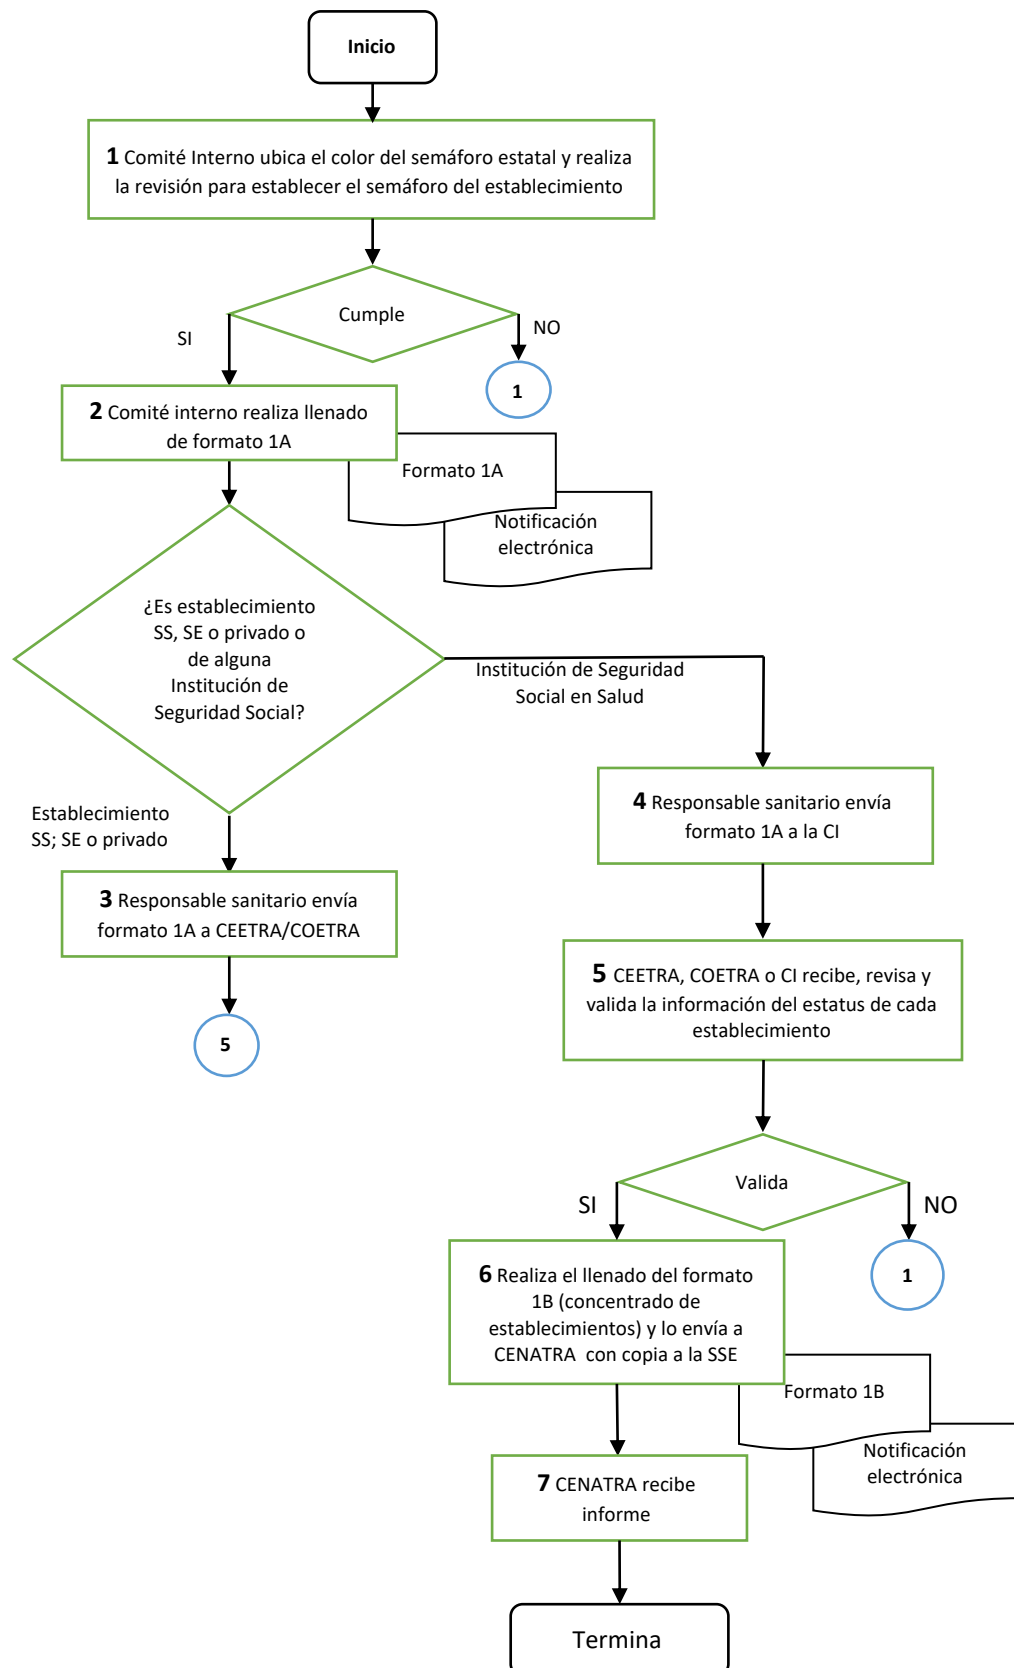 Inicio
1 Comité Interno ubica el color del semáforo estatal y realiza
la revisión para establecer el semáforo del establecimiento
Cumple
SI
NO
1
2 Comité interno realiza llenado
de formato 1A
Formato 1A
Notificación
electrónica
¿Es establecimiento
SS, SE o privado o
de alguna
Institución de
Seguridad Social?
Institución de Seguridad
Social en Salud
Establecimiento
SS; SE o privado
4 Responsable sanitario envía
formato 1A a la CI
3 Responsable sanitario envía
formato 1A a CEETRA/COETRA
5
5 CEETRA, COETRA o CI recibe, revisa y
valida la información del estatus de cada
establecimiento
Valida
SI
NO
1
6 Realiza el llenado del formato
1B (concentrado de
establecimientos) y lo envía a
CENATRA con copia a la SSE
Formato 1B
Notificación
electrónica
7 CENATRA recibe
informe
Termina